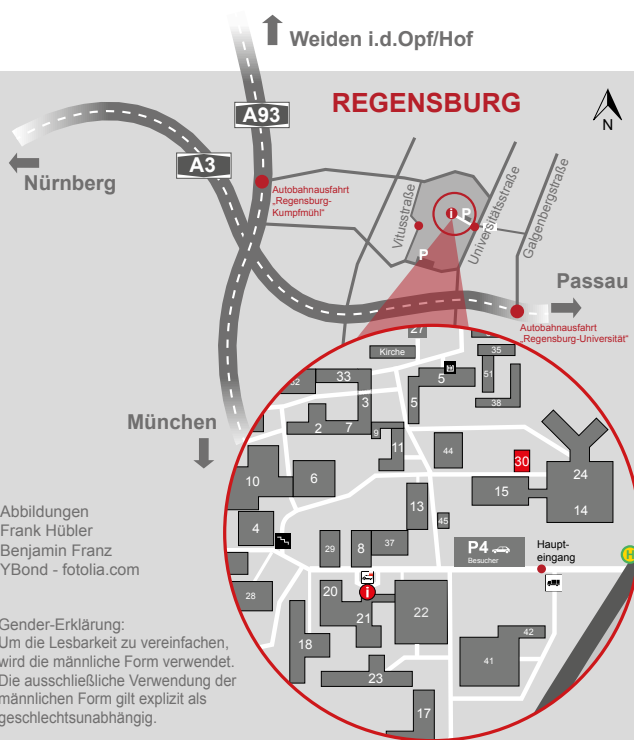 Weiden i.d.Opf/Hof
REGENSBURG
A93
N
A3
Nürnberg
Autobahnausfahrt
„Regensburg-
Kumpfmühl“
Vitusstraße
P
i
P
Universitätsstraße
Galgenbergstraße
Passau
Autobahnausfahrt
„Regensburg-Universität“
München
27
Kirche
35
5
51
33
3
38
5
2
7
9
11
44
30
24
10
6
15
14
13
4
45
29
8
37
P4
Besucher
Haupt-
eingang
H
28
20
i
22
21
42
18
41
23
17
Abbildungen
Frank Hübler
Benjamin Franz
YBond - fotolia.com
Gender-Erklärung:
Um die Lesbarkeit zu vereinfachen,
wird die männliche Form verwendet.
Die ausschließliche Verwendung der
männlichen Form gilt explizit als
geschlechtsunabhängig.